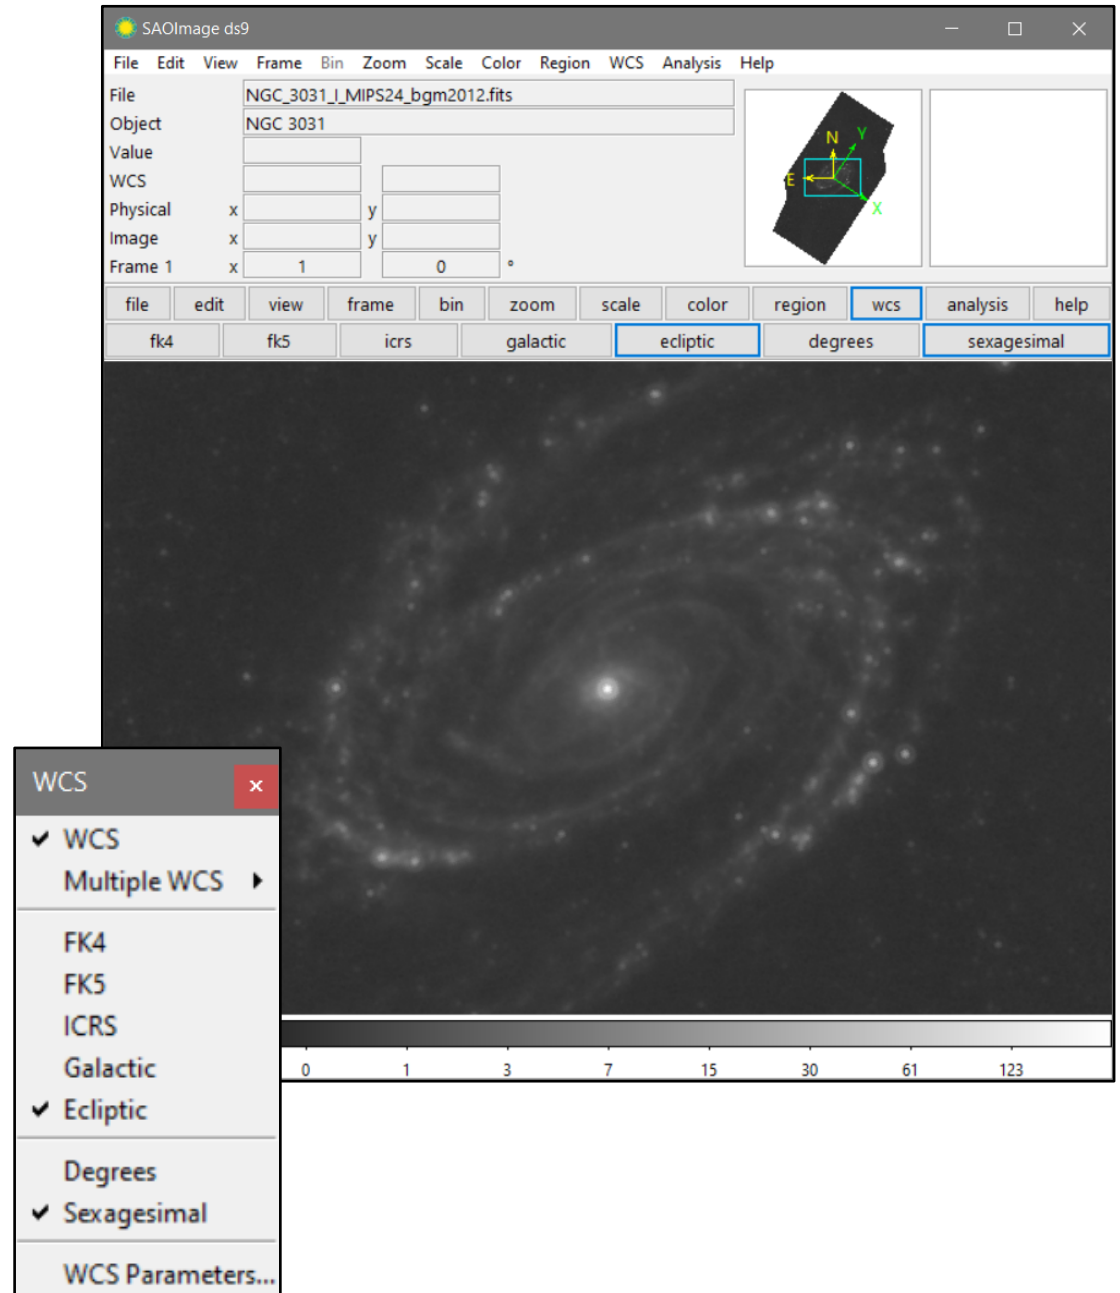 SAOImage ds9
File Edit View Frame Bin Zoom Scale Color Region WCS Analysis Help
File NGC_3031_I_MIPS24_bgm2012.fits
Object NGC 3031
Value
WCS
Physical x y
Image x y
Frame 1 x 1 0 °
N Y
E
X
file edit view frame bin zoom scale color region wcs analysis help
fk4 fk5 icrs galactic ecliptic degrees sexagesimal
0 1 3 7 15 30 61 123
WCS
WCS
Multiple WCS
FK4
FK5
ICRS
Galactic
Ecliptic
Degrees
Sexagesimal
WCS Parameters...